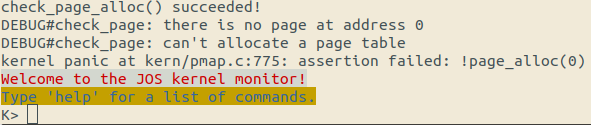 check_page_alloc() succeeded!
DEBUG#check_page: there is no page at address 0
DEBUG#check_page: can't allocate a page table
kernel panic at kern/pmap.c:775: assertion failed: !page_alloc(0)
Welcome to the JOS kernel monitor!
Type 'help' for a list of commands.
K>